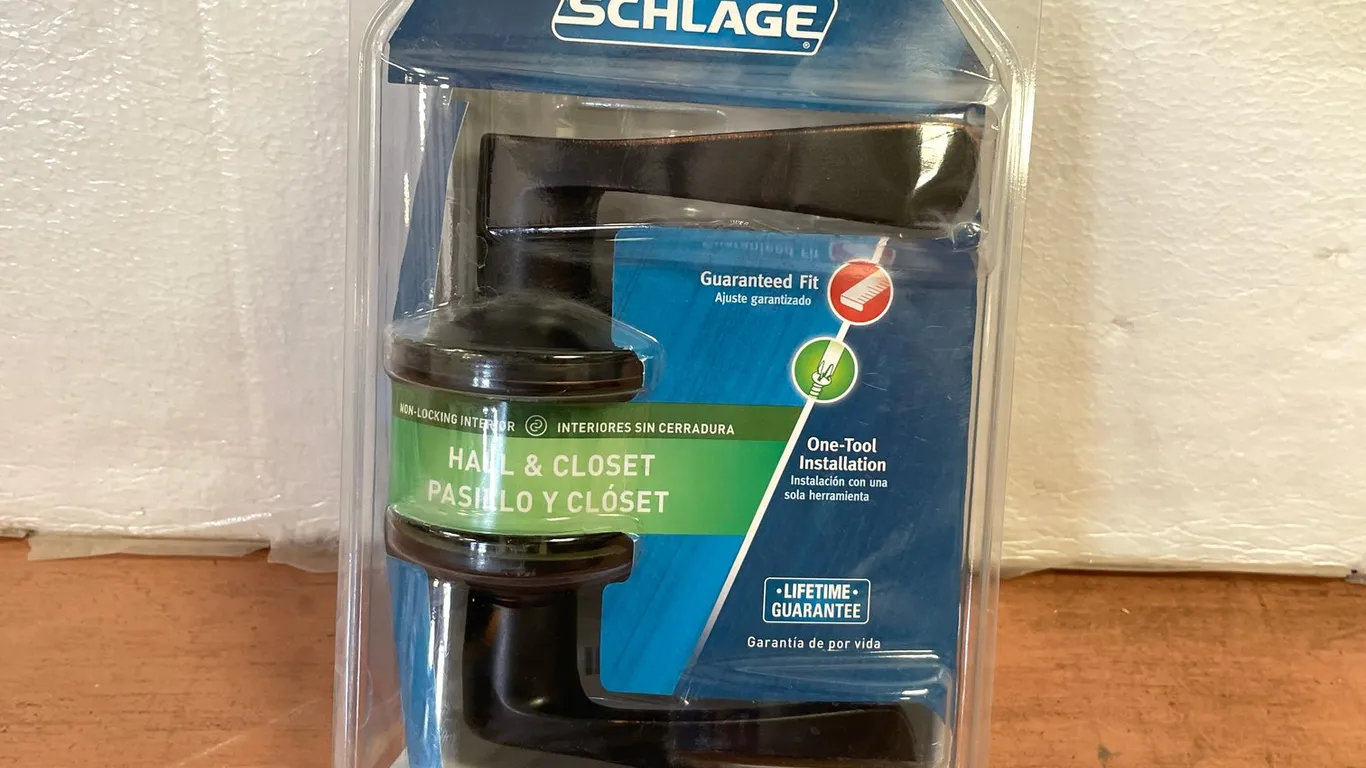 SCHLAGE®
Guaranteed Fit
Ajuste garantizado
NON-LOCKING INTERIOR
INTERIORES SIN CERRADURA
HALL & CLOSET
PASILLO Y CLÓSET
One-Tool
Installation
Instalación con una
sola herramienta
•LIFETIME•
GUARANTEE
Garantía de por vida